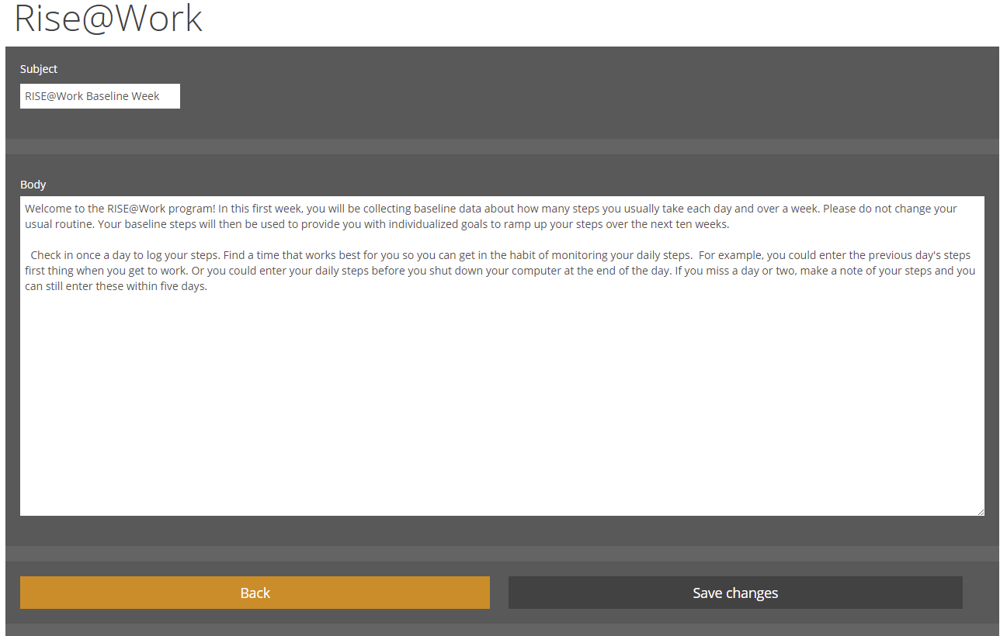 Rise@Work
Subject
RISE@Work Baseline Week
Body
Welcome to the RISE@Work program! In this first week, you will be collecting baseline data about how many steps you usually take each day and over a week. Please do not change your
usual routine. Your baseline steps will then be used to provide you with individualized goals to ramp up your steps over the next ten weeks.
Check in once a day to log your steps. Find a time that works best for you so you can get in the habit of monitoring your daily steps.  For example, you could enter the previous day's steps
first thing when you get to work. Or you could enter your daily steps before you shut down your computer at the end of the day. If you miss a day or two, make a note of your steps and you
can still enter these within five days.
Back
Save changes